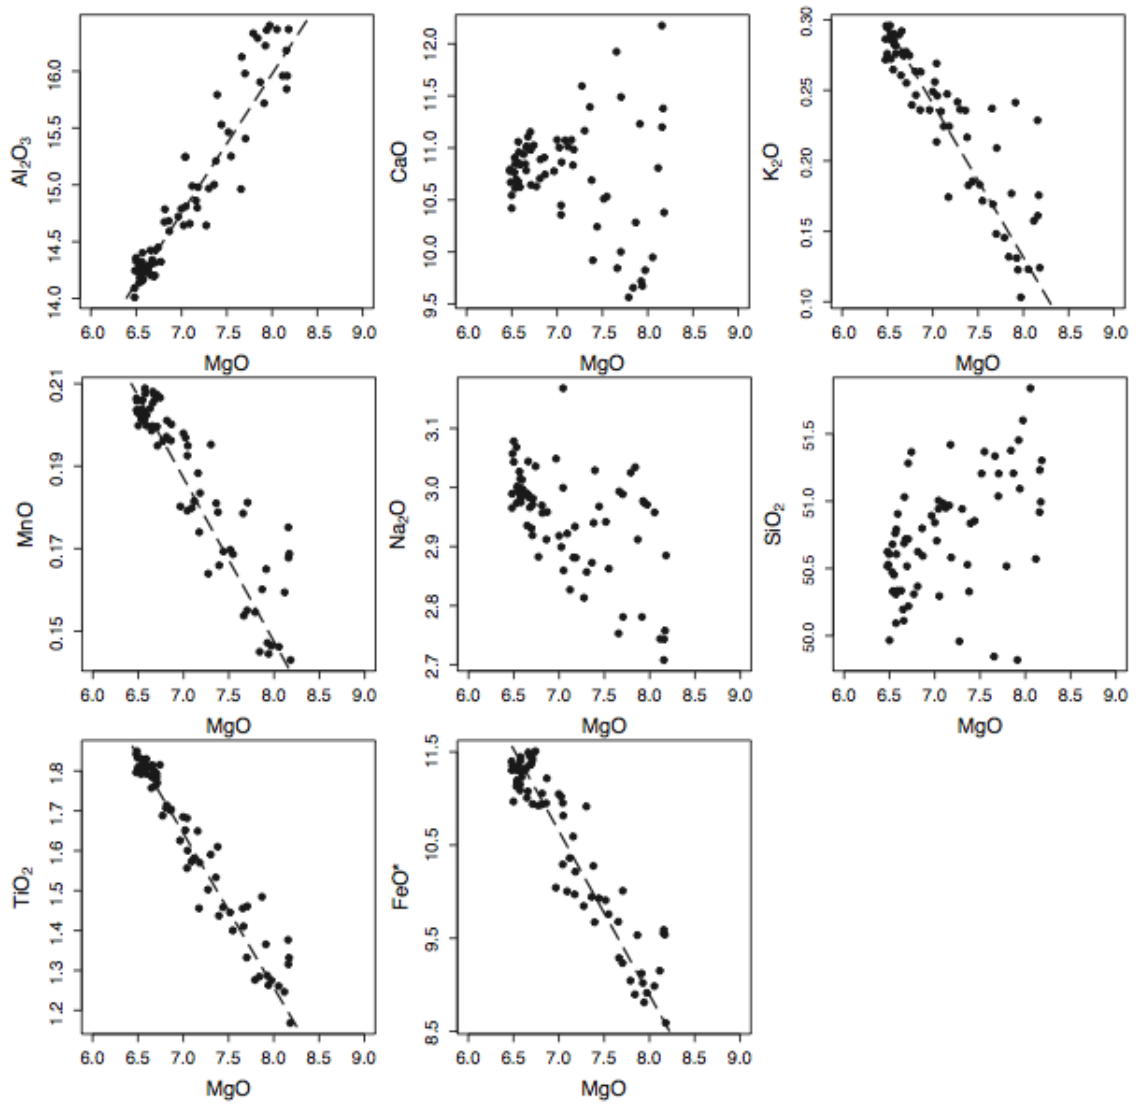 Al2O3
14.0 14.5 15.0 15.5 16.0
6.0 6.5 7.0 7.5 8.0 8.5 9.0
MgO
CaO
9.5 10.0 10.5 11.0 11.5 12.0
6.0 6.5 7.0 7.5 8.0 8.5 9.0
MgO
K2O
0.10 0.15 0.20 0.25 0.30
6.0 6.5 7.0 7.5 8.0 8.5 9.0
MgO
MnO
0.15 0.17 0.19 0.21
6.0 6.5 7.0 7.5 8.0 8.5 9.0
MgO
Na2O
2.7 2.8 2.9 3.0 3.1
6.0 6.5 7.0 7.5 8.0 8.5 9.0
MgO
SiO2
50.0 50.5 51.0 51.5
6.0 6.5 7.0 7.5 8.0 8.5 9.0
MgO
TiO2
1.2 1.3 1.4 1.5 1.6 1.7 1.8
6.0 6.5 7.0 7.5 8.0 8.5 9.0
MgO
FeO*
8.5 9.5 10.5 11.5
6.0 6.5 7.0 7.5 8.0 8.5 9.0
MgO